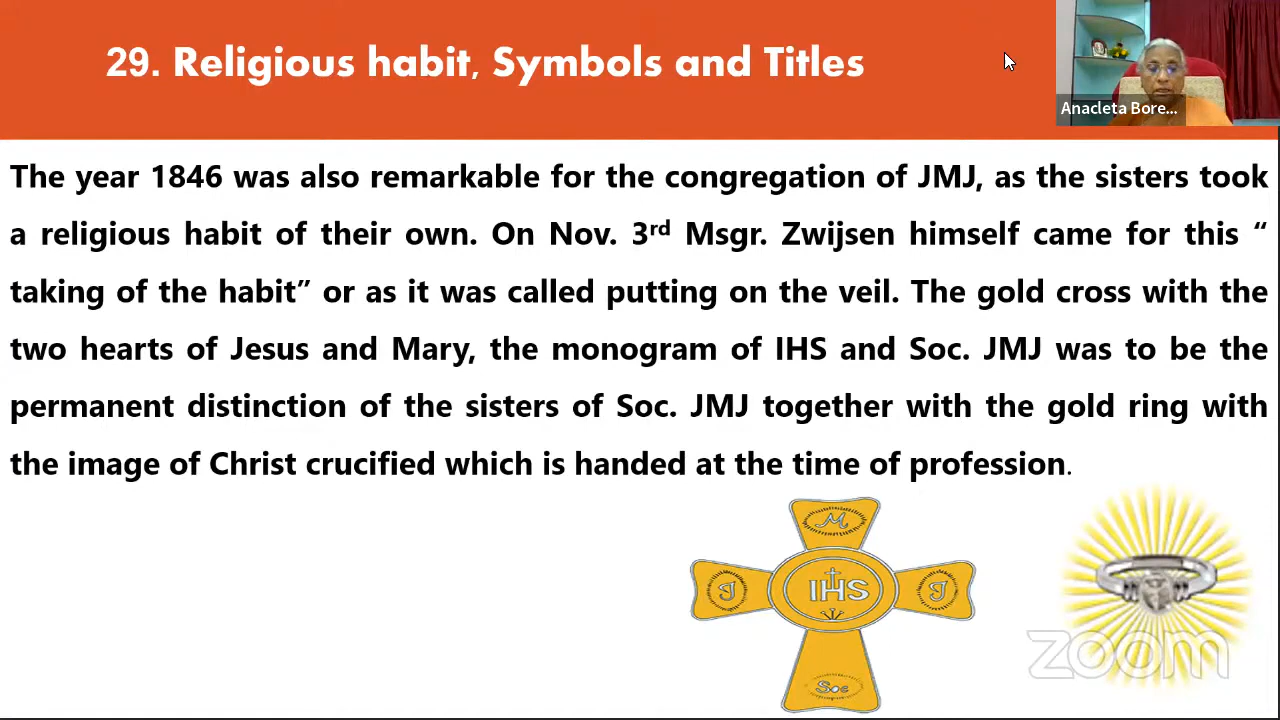 29. Religious habit, Symbols and Titles
Anacleta Bore...
The year 1846 was also remarkable for the congregation of JMJ, as the sisters took
a religious habit of their own. On Nov. 3rd Msgr. Zwijsen himself came for this “
taking of the habit” or as it was called putting on the veil. The gold cross with the
two hearts of Jesus and Mary, the monogram of IHS and Soc. JMJ was to be the
permanent distinction of the sisters of Soc. JMJ together with the gold ring with
the image of Christ crucified which is handed at the time of profession.
M
J IHS J
Soc
zoom